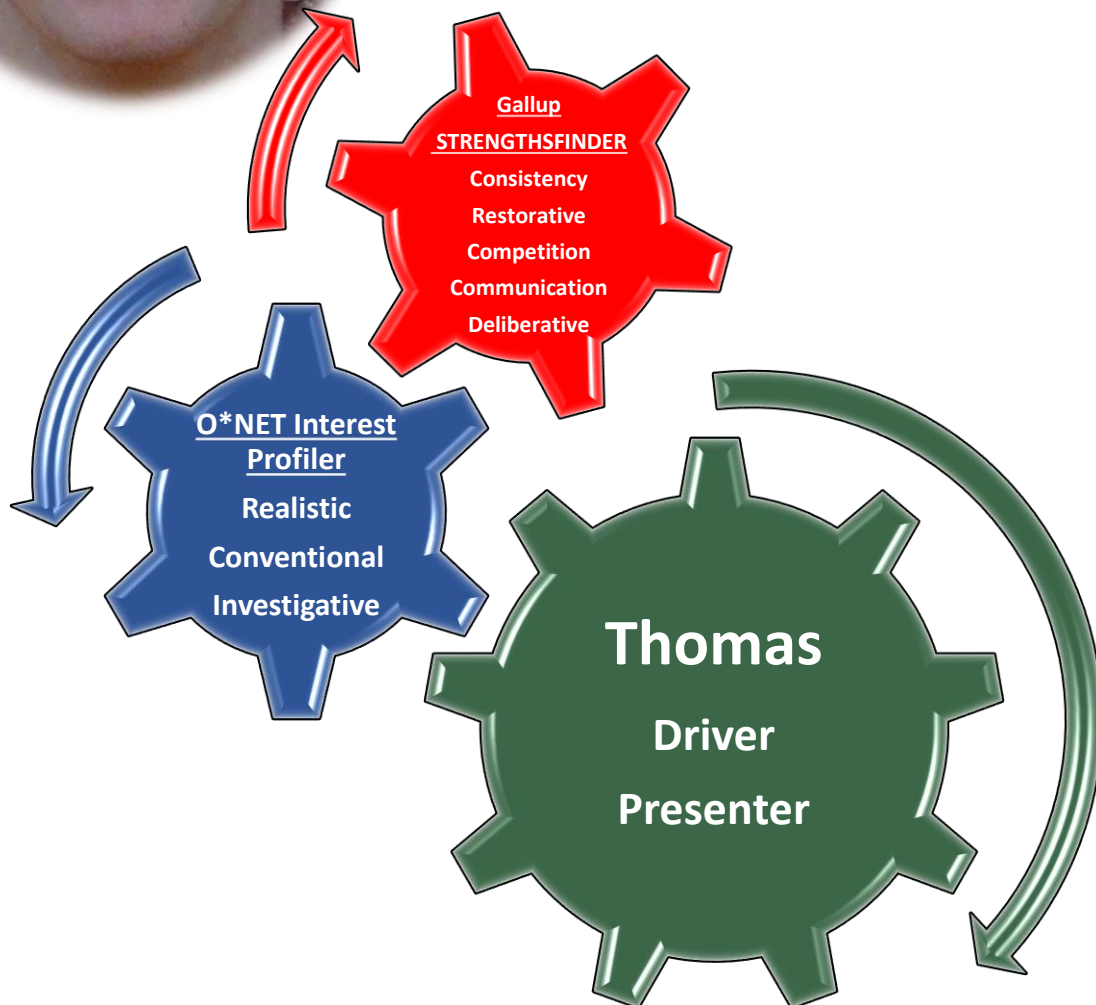 Gallup
STRENGTHSFINDER
Consistency
Restorative
Competition
Communication
Deliberative
O*NET Interest
Profiler
Realistic
Conventional
Investigative
Thomas
Driver
Presenter